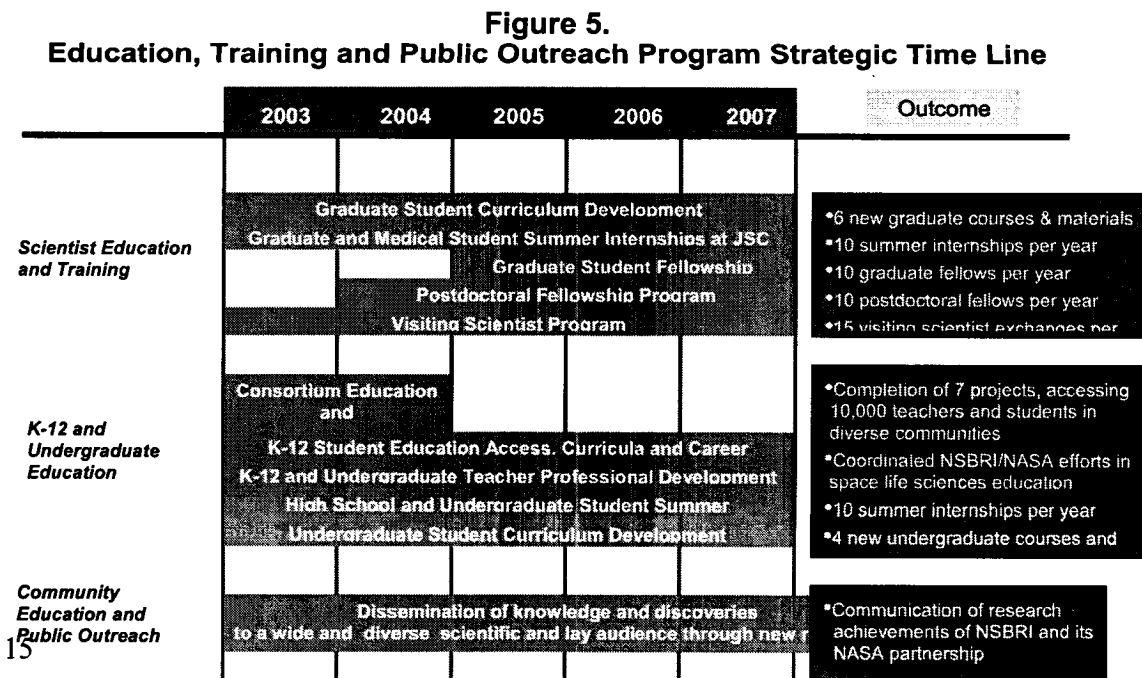 Figure 5.
Education, Training and Public Outreach Program Strategic Time Line
2003 2004 2005 2006 2007 Outcome
Scientist Education
and Training
Graduate Student Curriculum Development
Graduate and Medical Student Summer Internships at JSC
Graduate Student Fellowship
Postdoctoral Fellowship Program
Visiting Scientist Program
•6 new graduate courses & materials
•10 summer internships per year
•10 graduate fellows per year
•10 postdoctoral fellows per year
•15 visiting scientist exchanges per
K-12 and
Undergraduate
Education
Consortium Education
and
K-12 Student Education Access, Curricula and Career
K-12 and Undergraduate Teacher Professional Development
High School and Undergraduate Student Summer
Undergraduate Student Curriculum Development
•Completion of 7 projects, accessing
10,000 teachers and students in
diverse communities
•Coordinated NSBRI/NASA efforts in
space life sciences education
•10 summer internships per year
•4 new undergraduate courses and
Community
Education and
Public Outreach
Dissemination of knowledge and discoveries
to a wide and diverse scientific and lay audience through new
•Communication of research
achievements of NSBRI and its
NASA partnership
15